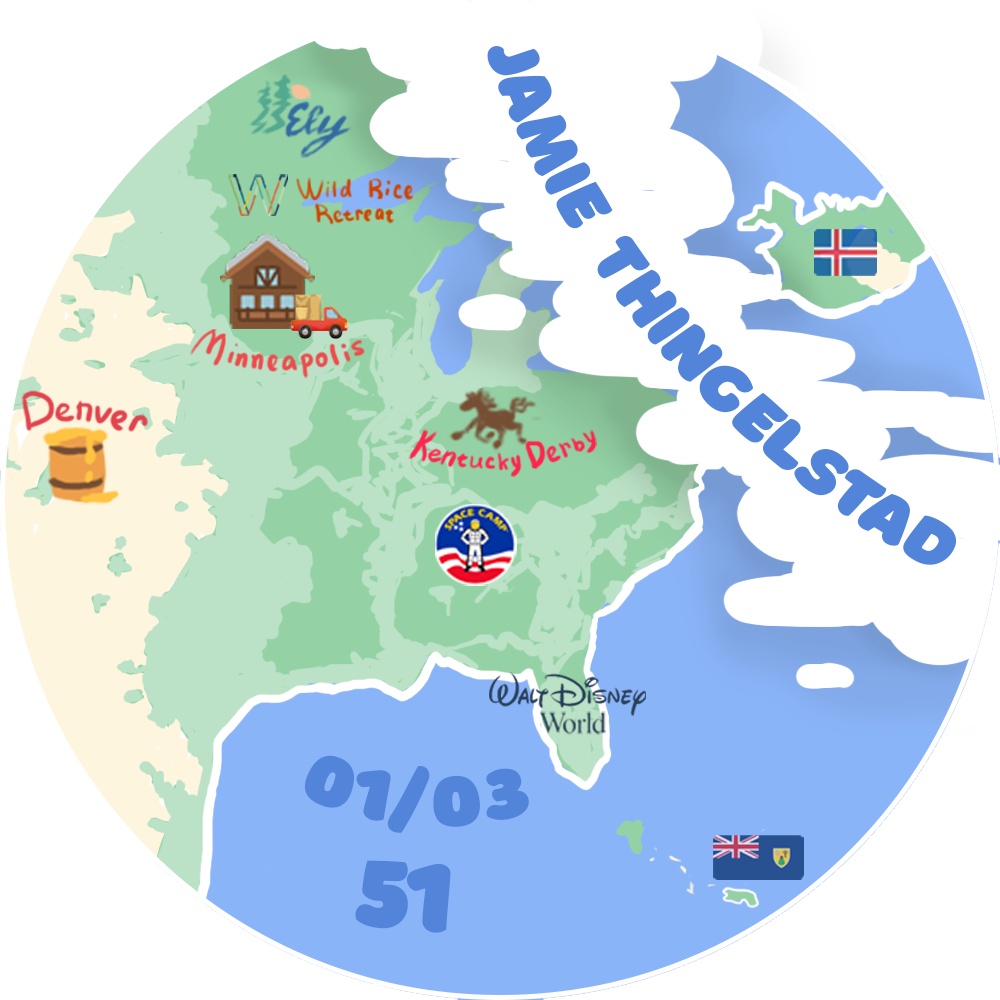 JAMIE THINGELSTAD
Ely
W Wild Rice
Retreat
Minneapolis
Denver
Kentucky Derby
SPACE CAMP
WALT DISNEY
World
01/03
51